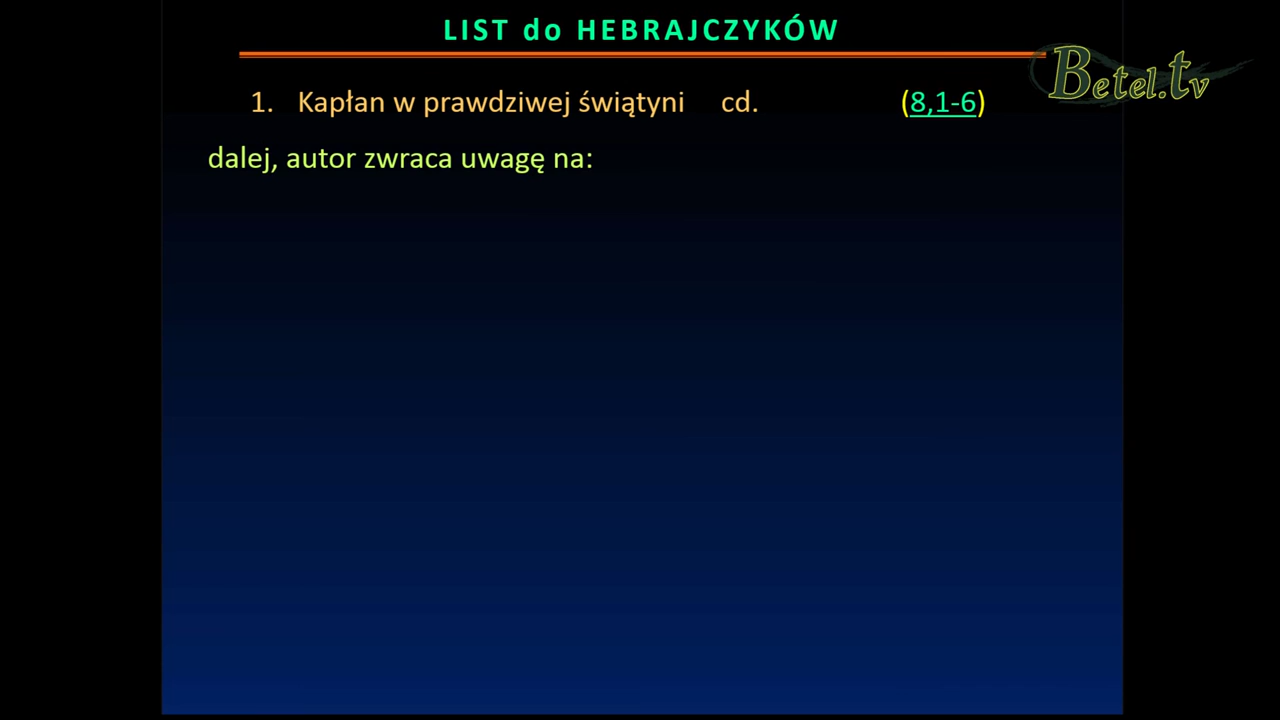 LIST do HEBRAJCZYKÓW
Betel.tv
1. Kapłan w prawdziwej świątyni cd. (8,1-6)
dalej, autor zwraca uwagę na: